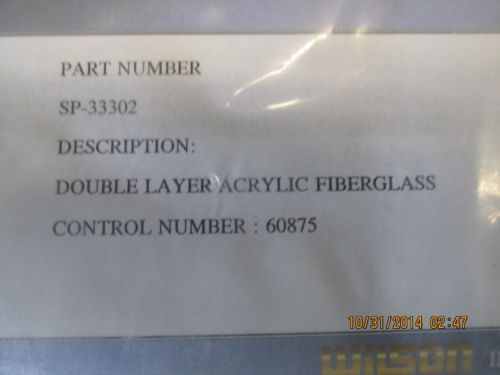 PART NUMBER
SP-33302
DESCRIPTION:
DOUBLE LAYER ACRYLIC FIBERGLASS
CONTROL NUMBER : 60875
10/31/2014 02:47
wilson